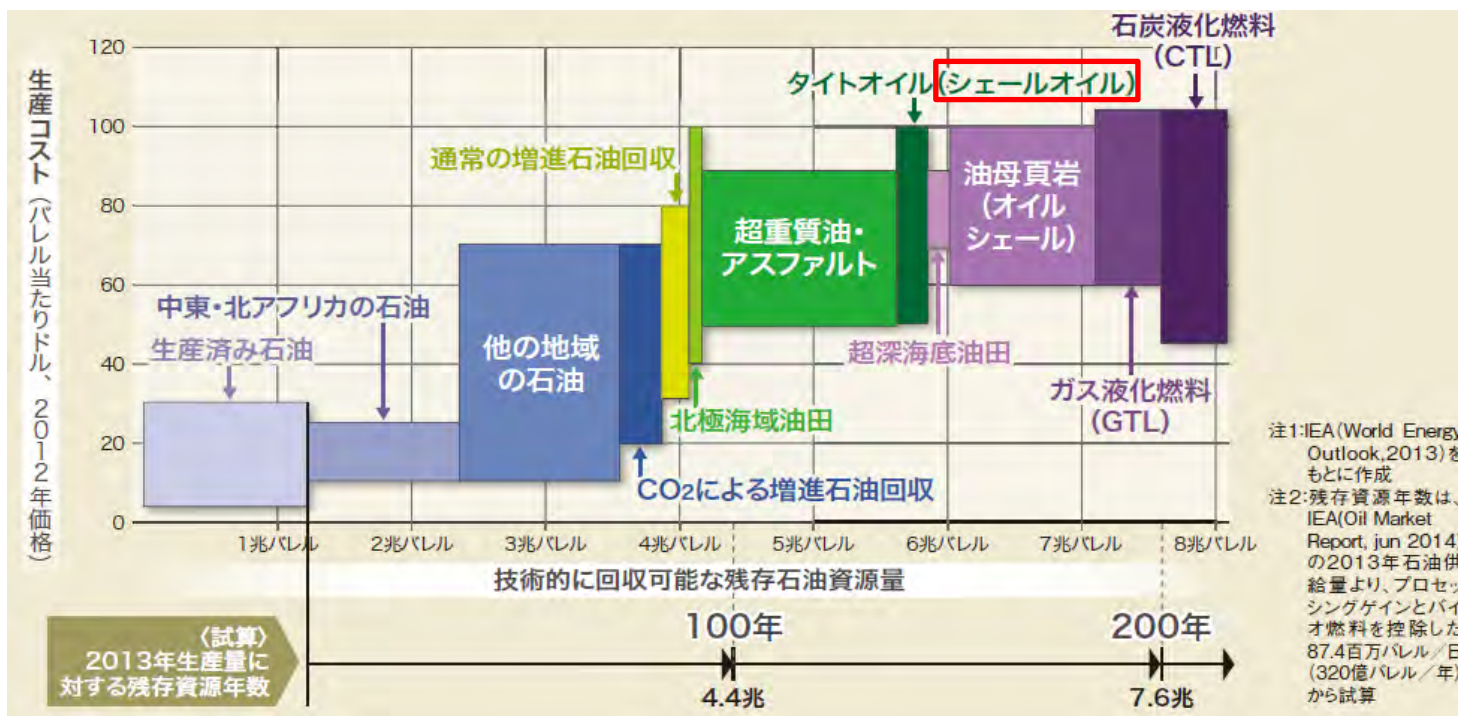 石炭液化燃料
(CTL)
タイトオイル(シェールオイル)
生産コスト(バレル当たりドル、2012年価格)
120
100
80
60
40
20
0
通常の増進石油回収
油母頁岩
(オイル
シェール)
超重質油・
アスファルト
中東・北アフリカの石油
生産済み石油
他の地域
の石油
超深海底油田
ガス液化燃料
(GTL)
北極海域油田
CO2による増進石油回収
1兆バレル
2兆バレル
3兆バレル
4兆バレル
5兆バレル
6兆バレル
7兆バレル
8兆バレル
技術的に回収可能な残存石油資源量
〈試算〉
2013年生産量に
対する残存資源年数
100年
200年
4.4兆
7.6兆
注1:IEA(World Energy
Outlook,2013)を
もとに作成
注2:残存資源年数は、
IEA(Oil Market
Report, jun 2014)
の2013年石油供
給量より、プロセッ
シングゲインとバイ
オ燃料を控除した
87.4百万バレル/日
(320億バレル/年)
から試算